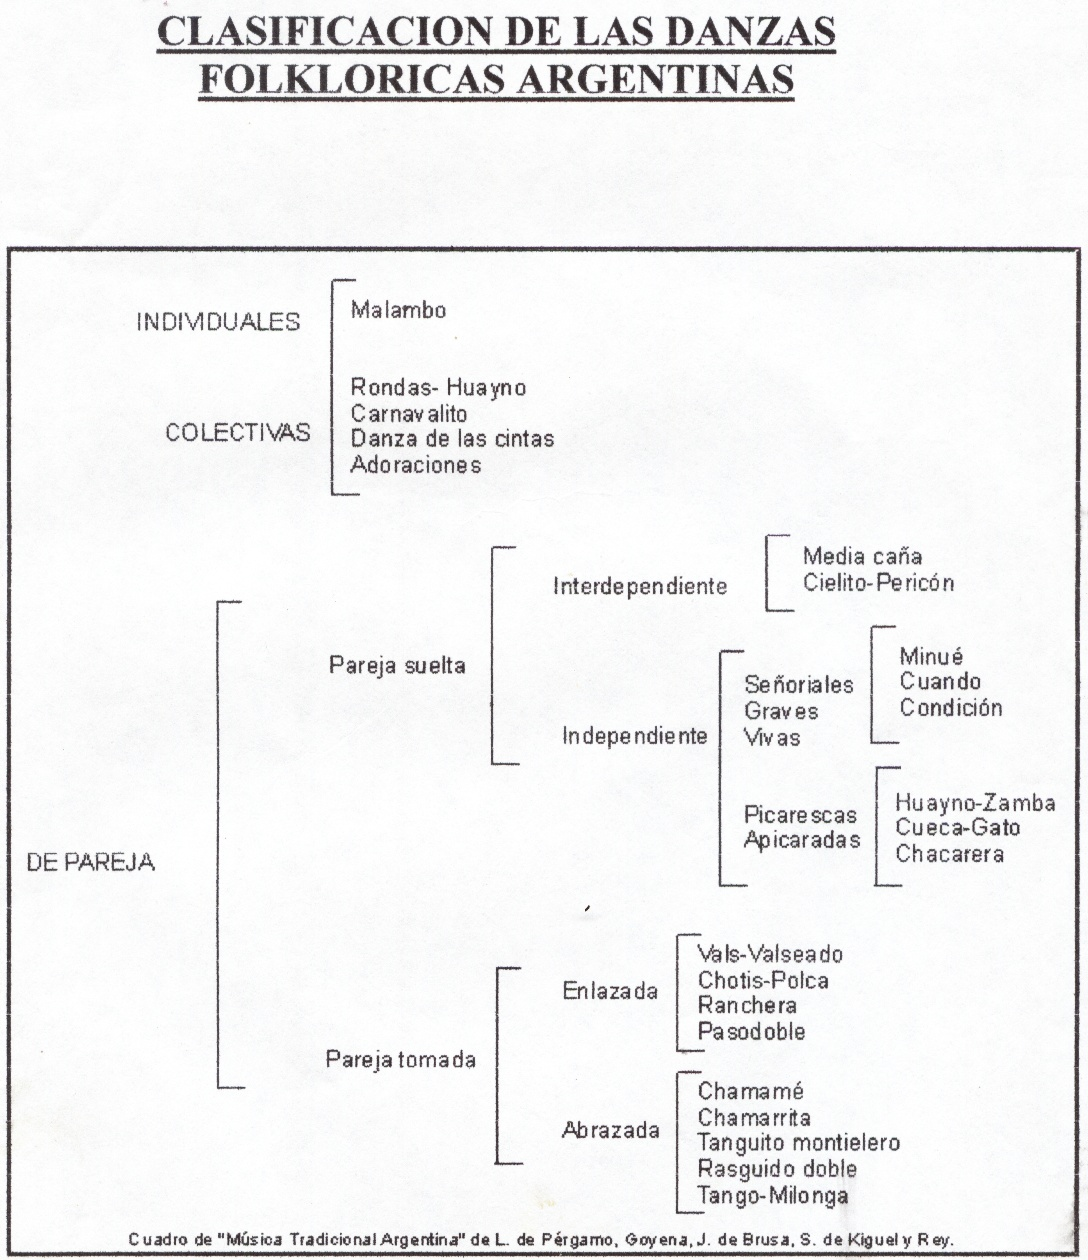 CLASIFICACION DE LAS DANZAS
FOLKLORICAS ARGENTINAS
INDIVIDUALES
Malambo
COLECTIVAS
Rondas- Huayno
Carnavalito
Danza de las cintas
Adoraciones
DE PAREJA
Pareja suelta
Interdependiente
Media caña
Cielito-Pericón
Independiente
Señoriales
Graves
Vivas
Minué
Cuando
Condición
Picarescas
Apicaradas
Huayno-Zamba
Cueca-Gato
Chacarera
Pareja tomada
Enlazada
Vals-Valseado
Chotis-Polca
Ranchera
Pasodoble
Abrazada
Chamamé
Chamarrita
Tanguito montielero
Rasguido doble
Tango-Milonga
Cuadro de "Música Tradicional Argentina" de L. de Pérgamo, Goyena, J. de Brusa, S. de Kiguel y Rey.